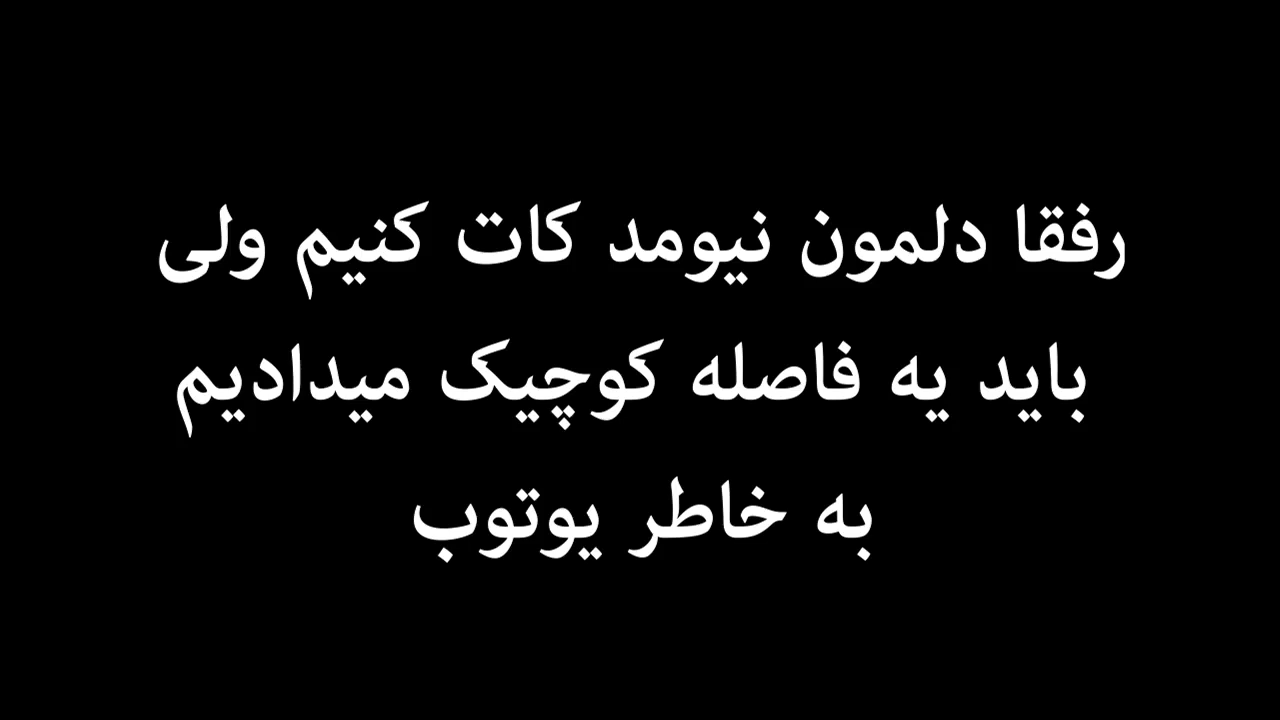 رفقا دلمون نیومد کات کنیم ولی
باید یه فاصله کوچیک میدادیم
به خاطر یوتوب